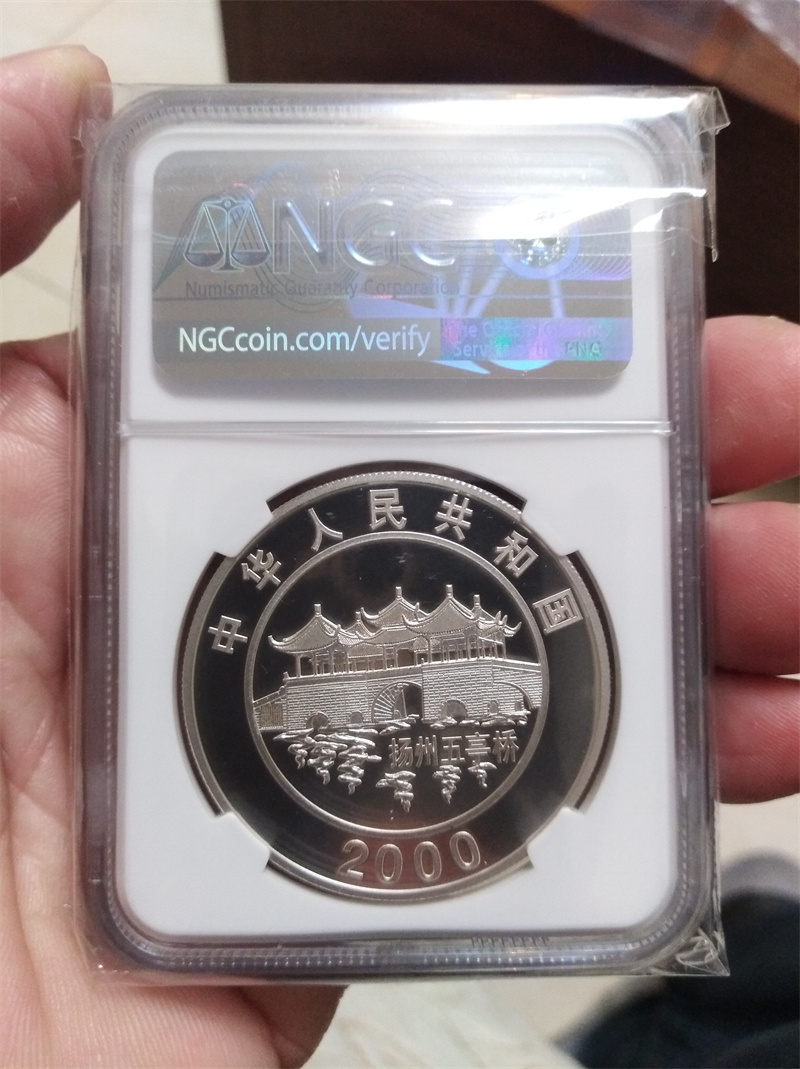 NGC
Numismatic Guaranty Corporation
NGCcoin.com/verify
PNG
中华人民共和国
扬州五亭桥
2000